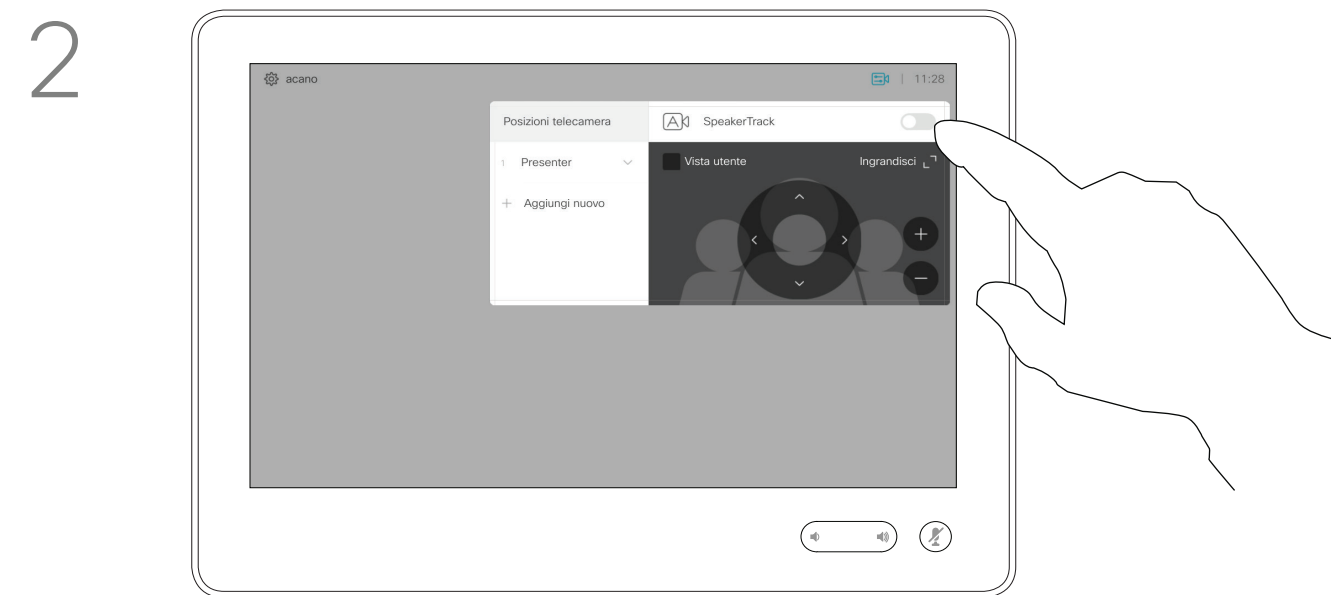 2
acano
11:28
Posizioni telecamera
SpeakerTrack
1 Presenter
Vista utente
Ingrandisci
+ Aggiungi nuovo